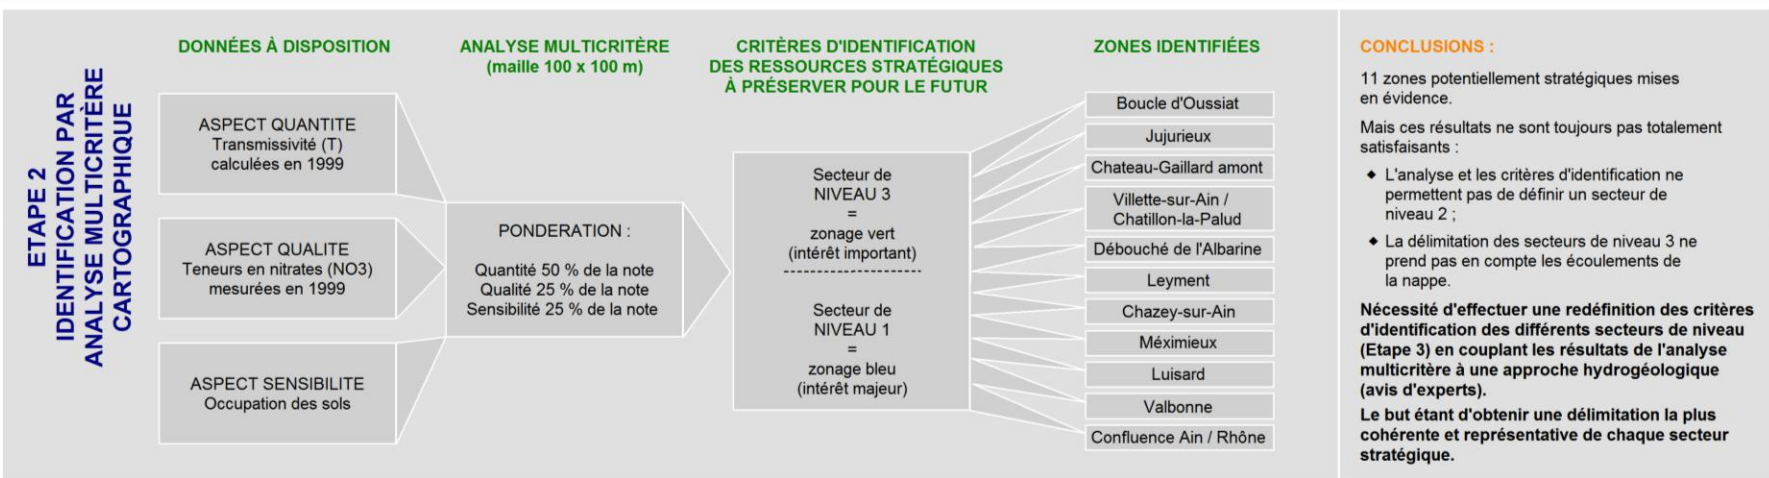 ETAPE 2
IDENTIFICATION PAR
ANALYSE MULTICRITÈRE
CARTOGRAPHIQUE
DONNÉES À DISPOSITION
ASPECT QUANTITE
Transmissivité (T)
calculées en 1999
ASPECT QUALITE
Teneurs en nitrates (NO3)
mesurées en 1999
ASPECT SENSIBILITE
Occupation des sols
ANALYSE MULTICRITÈRE
(maille 100 x 100 m)
PONDERATION :
Quantité 50 % de la note
Qualité 25 % de la note
Sensibilité 25 % de la note
CRITÈRES D'IDENTIFICATION
DES RESSOURCES STRATÉGIQUES
À PRÉSERVER POUR LE FUTUR
Secteur de
NIVEAU 3
=
zonage vert
(intérêt important)
Secteur de
NIVEAU 1
=
zonage bleu
(intérêt majeur)
ZONES IDENTIFIÉES
Boucle d'Oussiat
Jujurieux
Chateau-Gaillard amont
Villette-sur-Ain /
Chatillon-la-Palud
Débouché de l'Albarine
Leyment
Chazey-sur-Ain
Méximieux
Luisard
Valbonne
Confluence Ain / Rhône
CONCLUSIONS :
11 zones potentiellement stratégiques mises
en évidence.
Mais ces résultats ne sont toujours pas totalement
satisfaisants :
◆ L'analyse et les critères d'identification ne
permettent pas de définir un secteur de
niveau 2 ;
◆ La délimitation des secteurs de niveau 3 ne
prend pas en compte les écoulements de
la nappe.
Nécessité d'effectuer une redéfinition des critères
d'identification des différents secteurs de niveau
(Etape 3) en couplant les résultats de l'analyse
multicritère à une approche hydrogéologique
(avis d'experts).
Le but étant d'obtenir une délimitation la plus
cohérente et représentative de chaque secteur
stratégique.